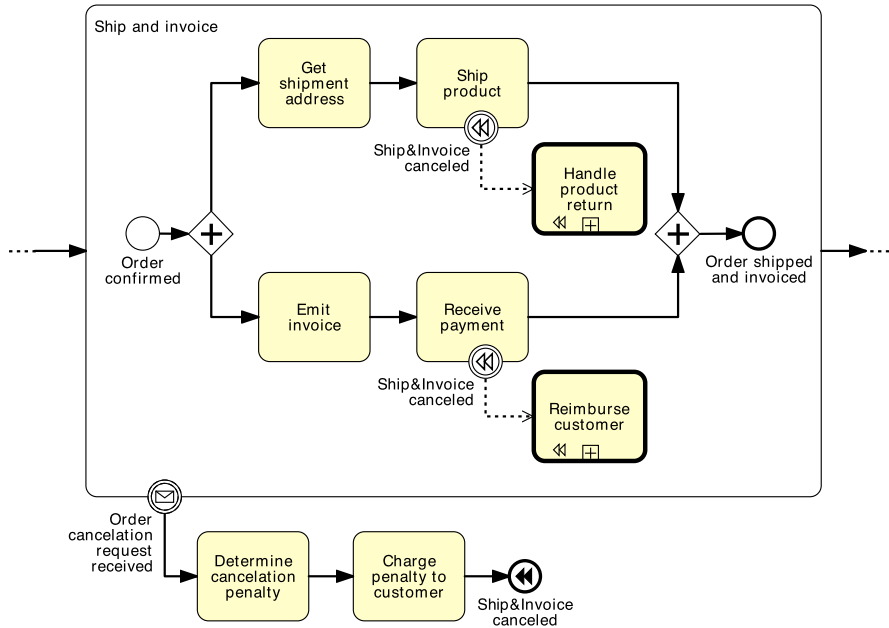 Ship and invoice
Get
shipment
address
Ship
product
Ship&Invoice
canceled
Handle
product
return
Order
confirmed
Order shipped
and invoiced
Emit
invoice
Receive
payment
Ship&Invoice
canceled
Reimburse
customer
Order
cancelation
request
received
Determine
cancelation
penalty
Charge
penalty to
customer
Ship&Invoice
canceled